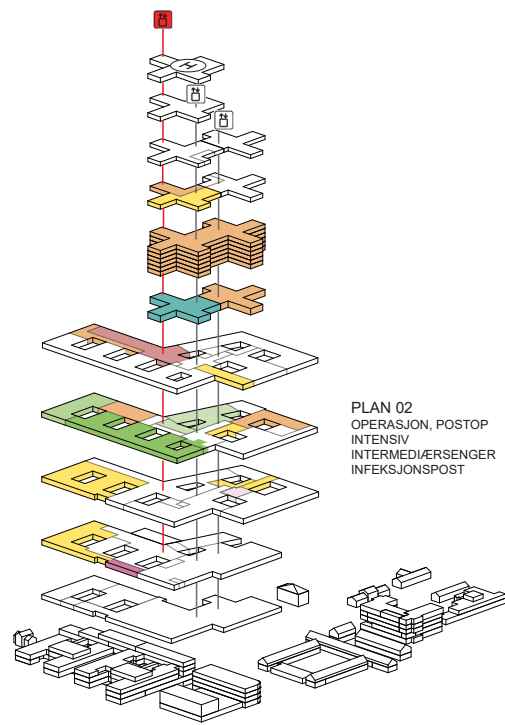 H
PLAN 02
OPERASJON, POSTOP
INTENSIV
INTERMEDIÆRSENGER
INFEKSJONSPOST